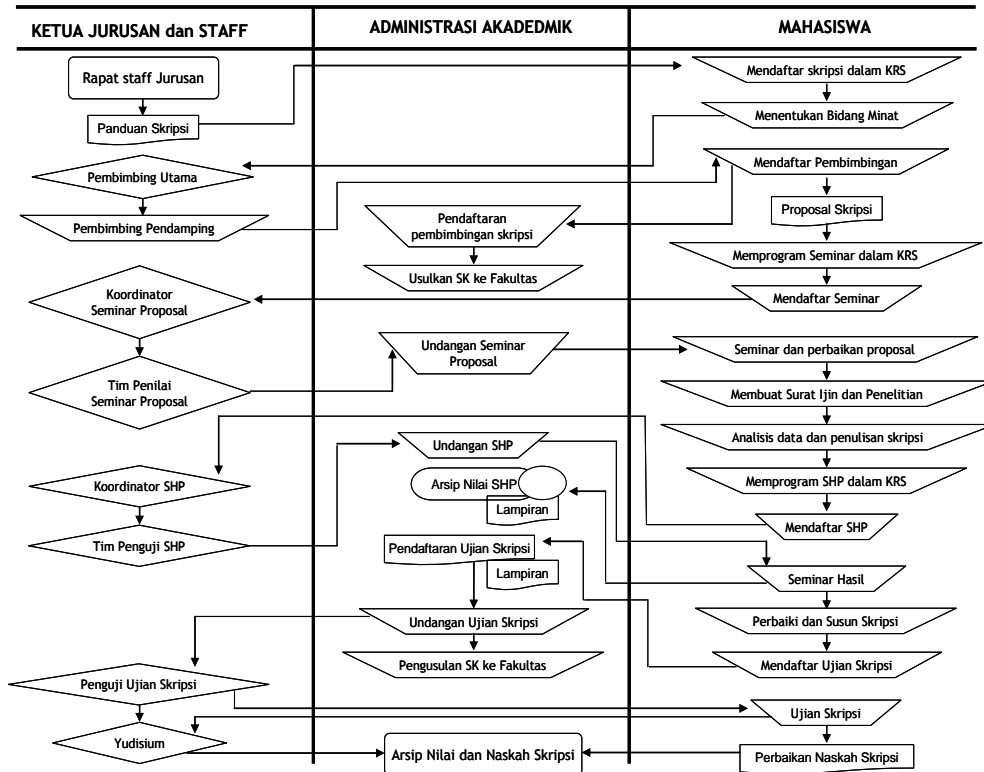 KETUA JURUSAN dan STAFF
ADMINISTRASI AKADEDMIK
MAHASISWA
Rapat staff Jurusan
Panduan Skripsi
Pembimbing Utama
Pembimbing Pendamping
Koordinator
Seminar Proposal
Tim Penilai
Seminar Proposal
Koordinator SHP
Tim Penguji SHP
Penguji Ujian Skripsi
Yudisium
Pendaftaran
pembimbingan skripsi
Usulkan SK ke Fakultas
Undangan Seminar
Proposal
Undangan SHP
Arsip Nilai SHP
Lampiran
Pendaftaran Ujian Skripsi
Lampiran
Undangan Ujian Skripsi
Pengusulan SK ke Fakultas
Arsip Nilai dan Naskah Skripsi
Mendaftar skripsi dalam KRS
Menentukan Bidang Minat
Mendaftar Pembimbingan
Proposal Skripsi
Memprogram Seminar dalam KRS
Mendaftar Seminar
Seminar dan perbaikan proposal
Membuat Surat Ijin dan Penelitian
Analisis data dan penulisan skripsi
Memprogram SHP dalam KRS
Mendaftar SHP
Seminar Hasil
Perbaiki dan Susun Skripsi
Mendaftar Ujian Skripsi
Ujian Skripsi
Perbaikan Naskah Skripsi